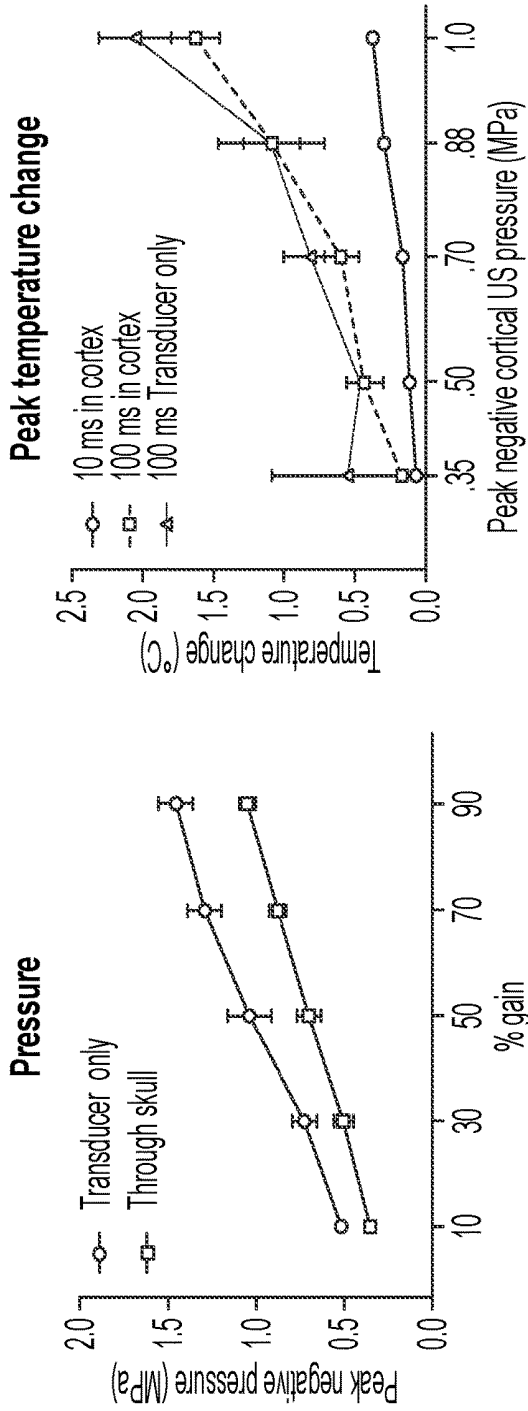 Pressure
Transducer only
Through skull
2.0
1.5
1.0
0.5
0.0
Peak negative pressure (MPa)
10 30 50 70 90
% gain
Peak temperature change
10 ms in cortex
100 ms in cortex
100 ms Transducer only
2.5
2.0
1.5
1.0
0.5
0.0
Temperature change (°C)
.35 .50 .70 .88 1.0
Peak negative cortical US pressure (MPa)